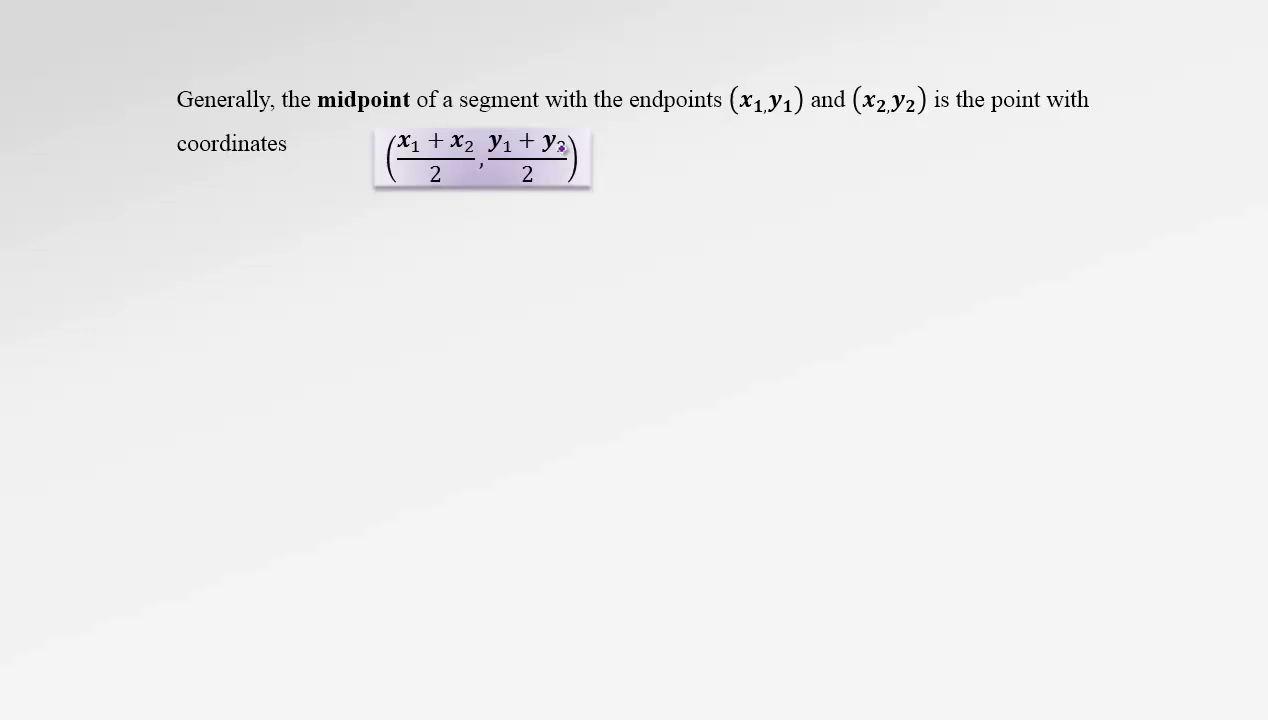 Generally, the midpoint of a segment with the endpoints (x₁,y₁) and (x₂,y₂) is the point with
coordinates ((x₁ + x₂)/2, (y₁ + y₂)/2)